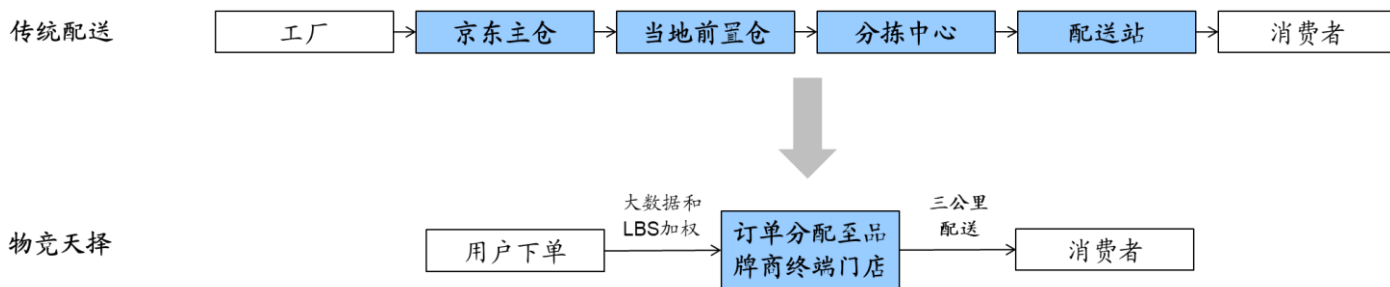 传统配送
工厂
京东主仓
当地前置仓
分拣中心
配送站
消费者
物竞天择
用户下单
大数据和
LBS加权
订单分配至品
牌商终端门店
三公里
配送
消费者